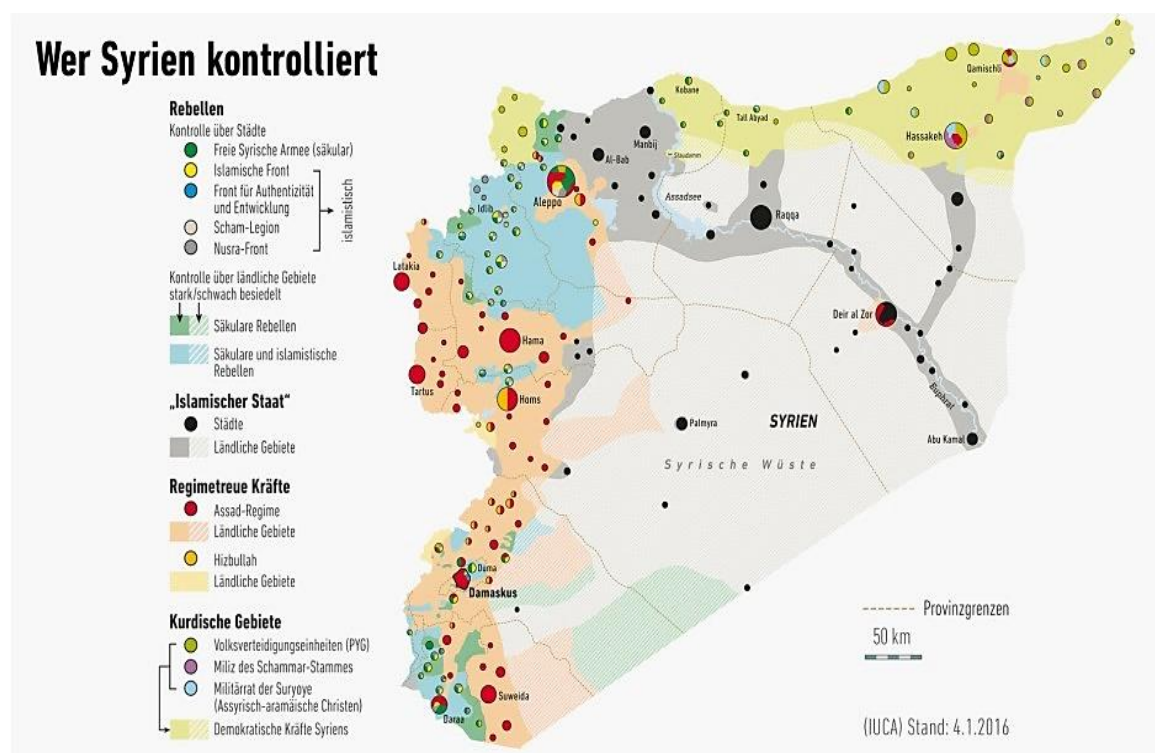 Wer Syrien kontrolliert
Rebellen
Kontrolle über Städte
Freie Syrische Armee (säkular)
Islamische Front
Front für Authentizität
und Entwicklung
Scham-Legion
Nusra-Front
islamistisch
Kontrolle über ländliche Gebiete
stark/schwach besiedelt
Säkulare Rebellen
Säkulare und islamistische
Rebellen
„Islamischer Staat“
Städte
Ländliche Gebiete
Regimetreue Kräfte
Assad-Regime
Ländliche Gebiete
Hizbullah
Ländliche Gebiete
Kurdische Gebiete
Volksverteidigungseinheiten (PYG)
Miliz des Schammar-Stammes
Militärrat der Suryoye
(Assyrisch-aramäische Christen)
Demokratische Kräfte Syriens
Qamischli
Kobane
Tall Abyad
Hassakeh
Manbij
Al-Bab
Staudamm
Assadsee
Aleppo
Idlib
Raqqa
Latakia
Deir al Zor
Hama
Tartus
Homs
Euphrat
Palmyra
SYRIEN
Abu Kamal
Syrische Wüste
Duma
Damaskus
Suweida
Daraa
Provinzgrenzen
50 km
(IUCA) Stand: 4.1.2016